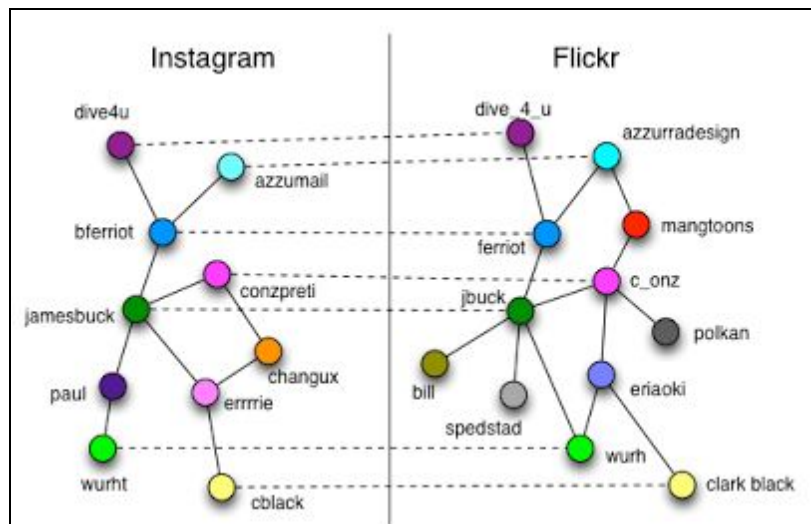 Instagram
Flickr
dive4u
dive_4_u
azzurradesign
azzumail
bferriot
ferriot
mangtoons
conzpreti
c_onz
jamesbuck
jbuck
polkan
changux
paul
errrrie
bill
eriaoki
spedstad
wurht
wurh
cblack
clark black